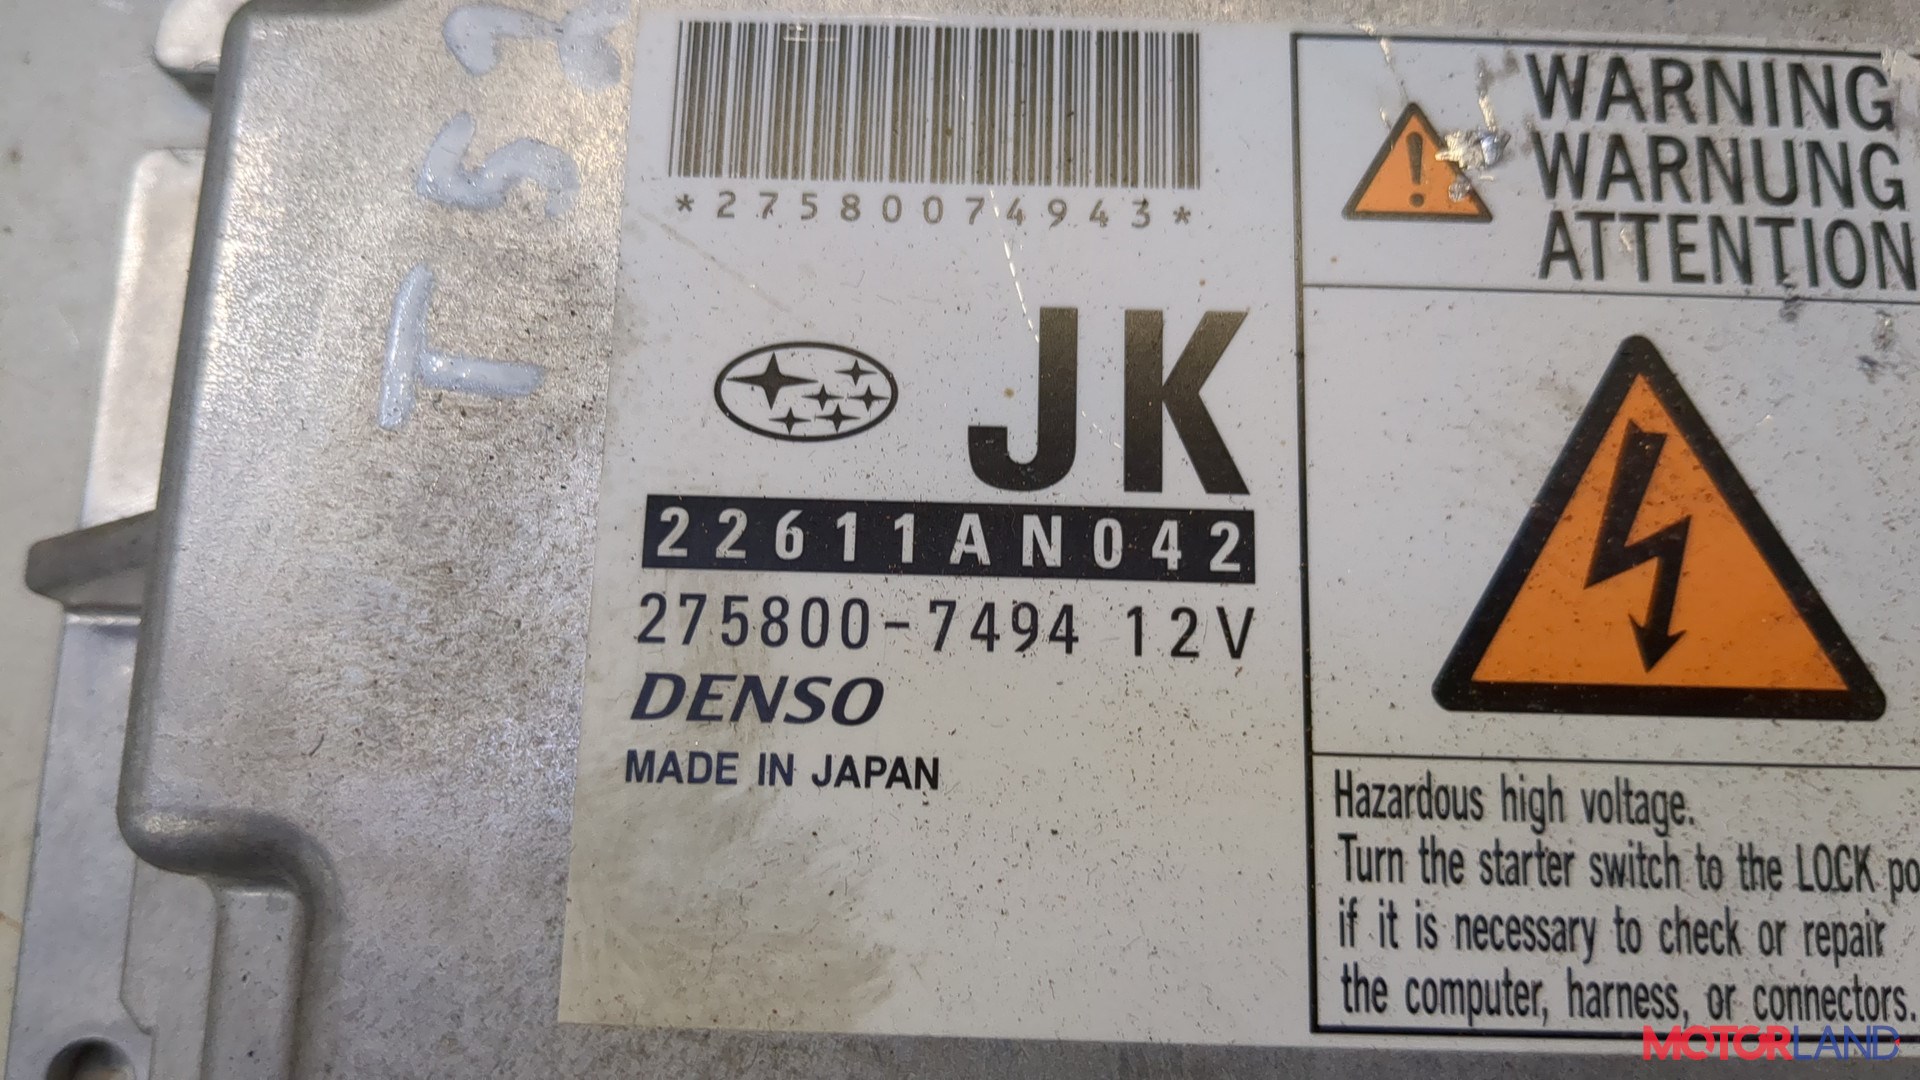 TS2
*27580074943*
JK
22611AN042
275800-7494 12V
DENSO
MADE IN JAPAN
WARNING
WARNUNG
ATTENTION
Hazardous high voltage.
Turn the starter switch to the LOCK po
if it is necessary to check or repair
the computer, harness, or connectors.
MOTORLAND